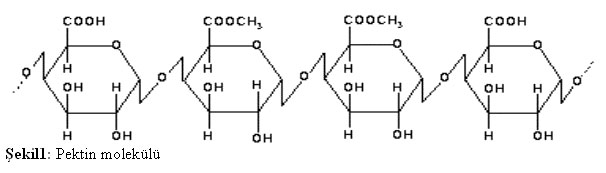 COOH COOCH₃ COOCH₃ COOH
O O O O
H H H H
O O O O O
OH H OH H OH H OH H
H OH H OH H OH H OH
Şekil1: Pektin molekülü